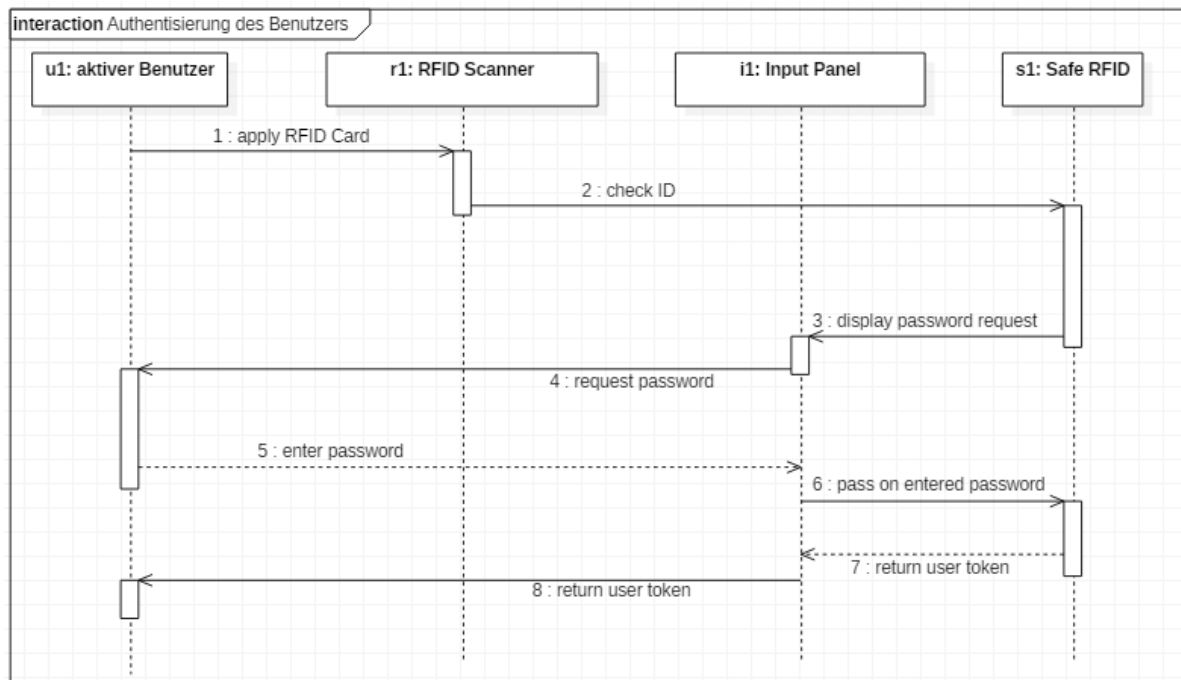 interaction Authentisierung des Benutzers
u1: aktiver Benutzer
r1: RFID Scanner
i1: Input Panel
s1: Safe RFID
1 : apply RFID Card
2 : check ID
3 : display password request
4 : request password
5 : enter password
6 : pass on entered password
7 : return user token
8 : return user token